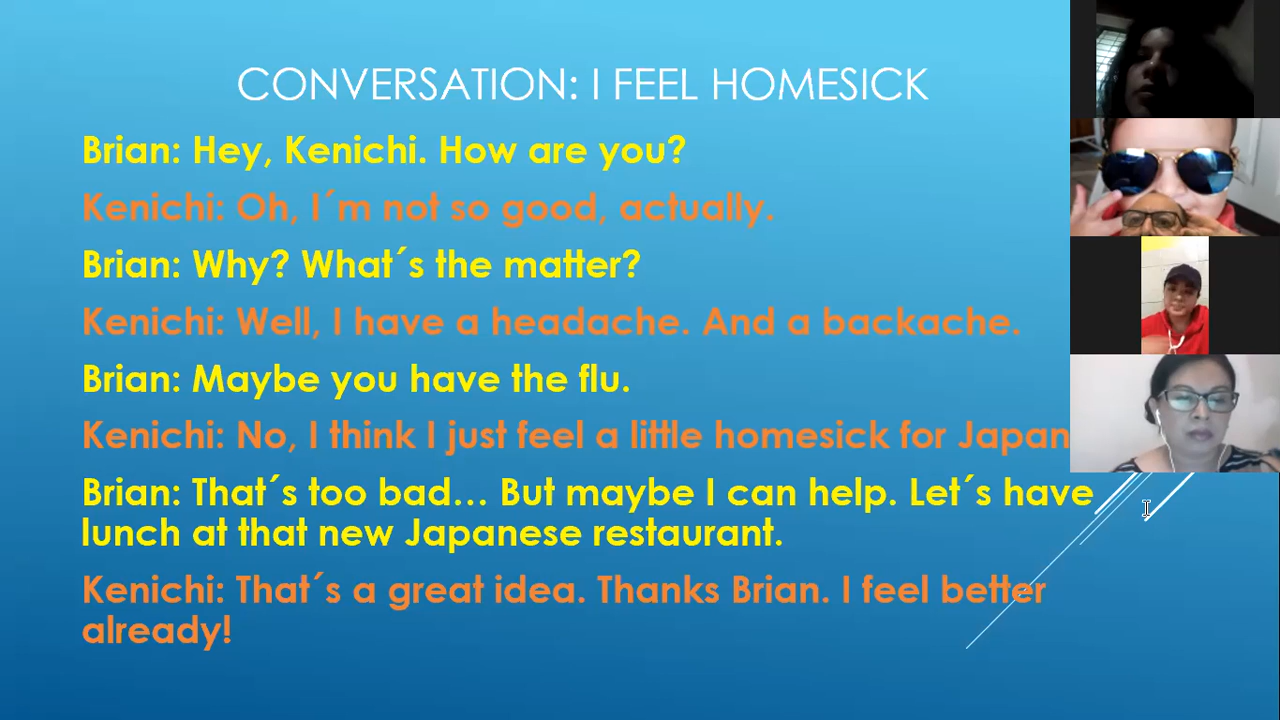 CONVERSATION: I FEEL HOMESICK
Brian: Hey, Kenichi. How are you?
Kenichi: Oh, I´m not so good, actually.
Brian: Why? What´s the matter?
Kenichi: Well, I have a headache. And a backache.
Brian: Maybe you have the flu.
Kenichi: No, I think I just feel a little homesick for Japan
Brian: That´s too bad… But maybe I can help. Let´s have
lunch at that new Japanese restaurant.
Kenichi: That´s a great idea. Thanks Brian. I feel better
already!